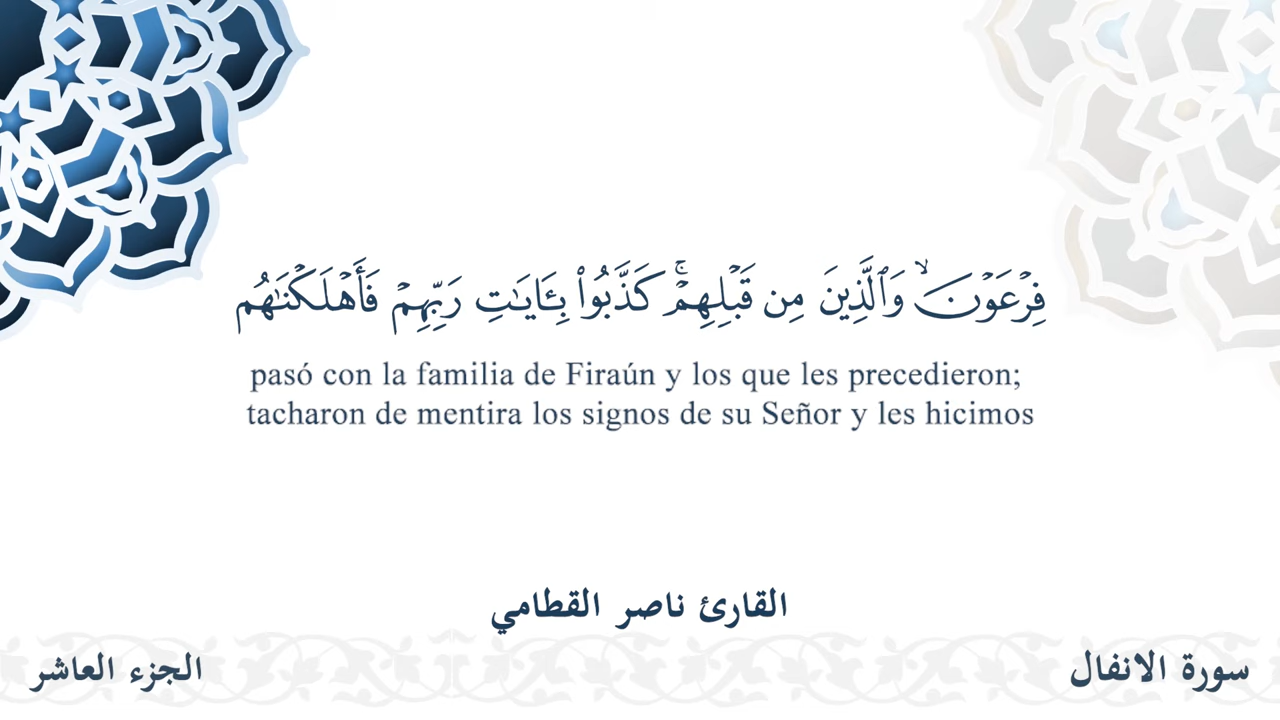 فِرْعَوْنَ ۙ وَٱلَّذِينَ مِن قَبْلِهِمْ ۚ كَذَّبُوا۟ بِـَٔايَـٰتِ رَبِّهِمْ فَأَهْلَكْنَـٰهُم
pasó con la familia de Firaún y los que les precedieron;
tacharon de mentira los signos de su Señor y les hicimos
القارئ ناصر القطامي
سورة الانفال
الجزء العاشر